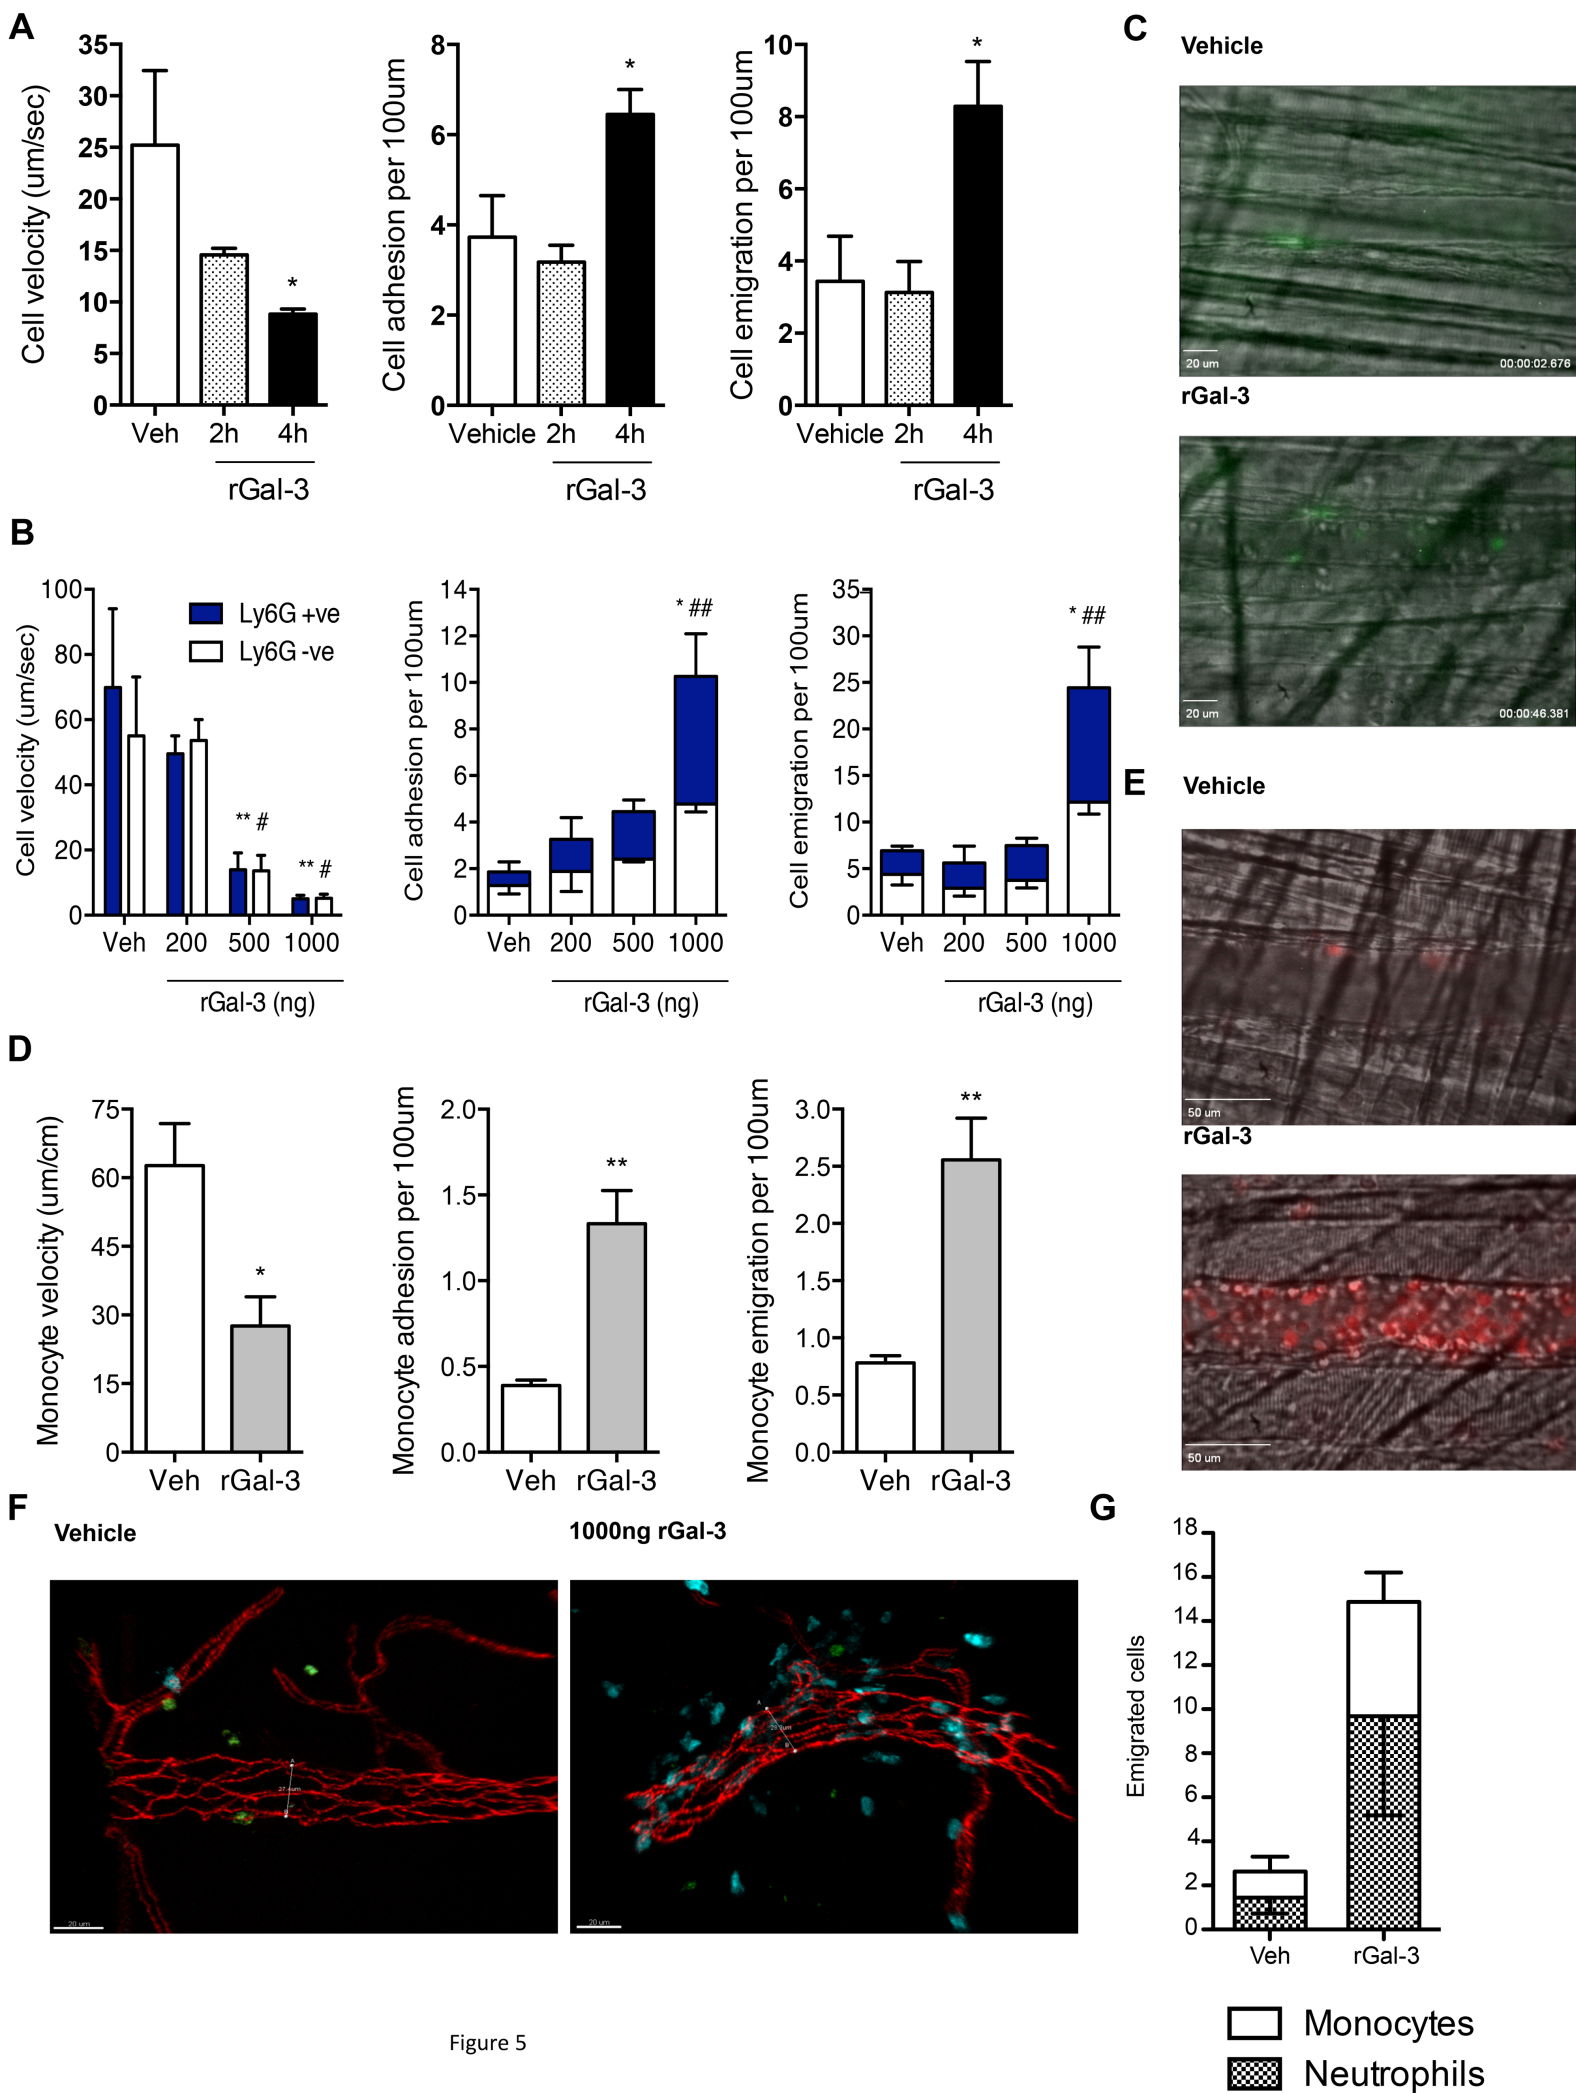 A
35
30
25
20
15
10
5
0
Cell velocity (um/sec)
*
Veh 2h 4h
rGal-3
8
6
4
2
0
Cell adhesion per 100um
*
Vehicle 2h 4h
rGal-3
10
8
6
4
2
0
Cell emigration per 100um
*
Vehicle 2h 4h
rGal-3
C
Vehicle
20 um 00:00:02.676
rGal-3
20 um 00:00:46.381
B
100
80
60
40
20
0
Cell velocity (um/sec)
Ly6G +ve
Ly6G -ve
** #
** #
Veh 200 500 1000
rGal-3 (ng)
14
12
10
8
6
4
2
0
Cell adhesion per 100um
* ##
Veh 200 500 1000
rGal-3 (ng)
35
30
25
20
15
10
5
0
Cell emigration per 100um
* ##
Veh 200 500 1000
rGal-3 (ng)
E
Vehicle
50 um
rGal-3
50 um
D
75
60
45
30
15
0
Monocyte velocity (um/cm)
*
Veh rGal-3
2.0
1.5
1.0
0.5
0.0
Monocyte adhesion per 100um
**
Veh rGal-3
3.0
2.5
2.0
1.5
1.0
0.5
0.0
Monocyte emigration per 100um
**
Veh rGal-3
F
Vehicle
A
B
20 um
1000ng rGal-3
A
B
20 um
G
18
16
14
12
10
8
6
4
2
0
Emigrated cells
Veh rGal-3
Monocytes
Neutrophils
Figure 5